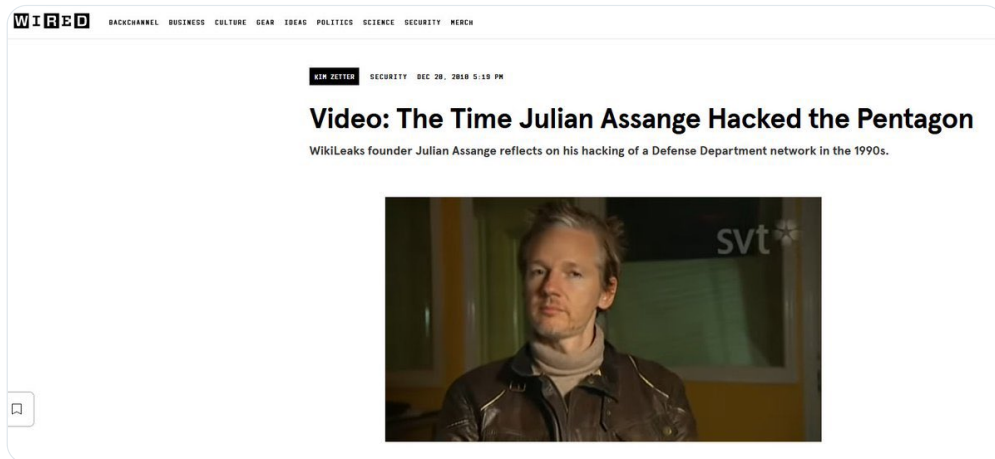 WIRED
BACKCHANNEL BUSINESS CULTURE GEAR IDEAS POLITICS SCIENCE SECURITY MERCH
KIM ZETTER SECURITY DEC 20, 2010 5:19 PM
Video: The Time Julian Assange Hacked the Pentagon
WikiLeaks founder Julian Assange reflects on his hacking of a Defense Department network in the 1990s.
svt